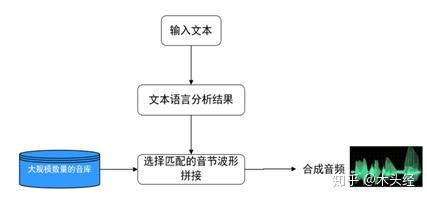 输入文本
文本语言分析结果
大规模数量的音库
选择匹配的音节波形
拼接
合成音频
知乎 @木头经